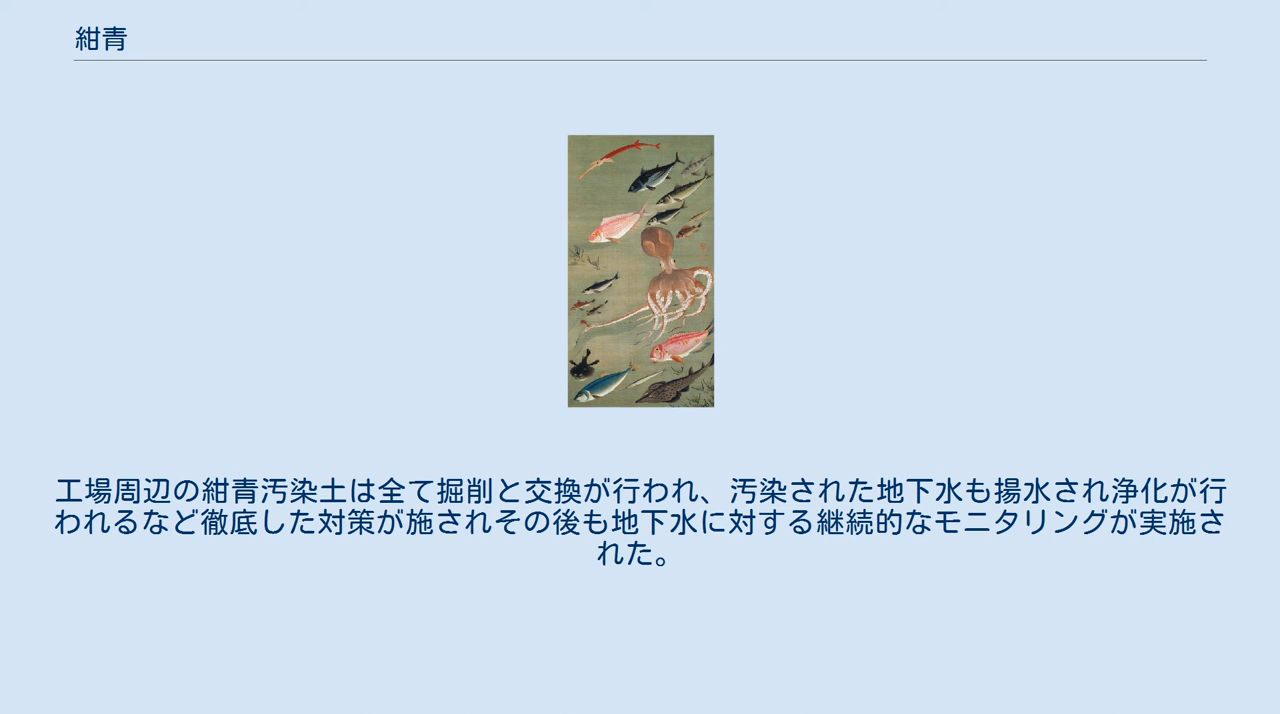 紺青
工場周辺の紺青汚染土は全て掘削と交換が行われ、汚染された地下水も揚水され浄化が行
われるなど徹底した対策が施されその後も地下水に対する継続的なモニタリングが実施さ
れた。